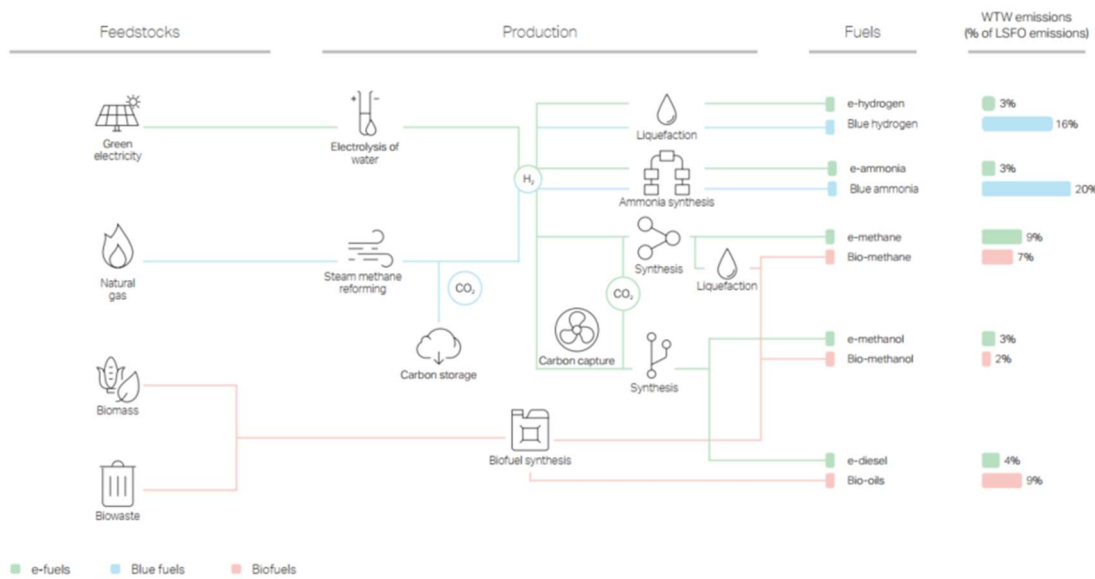 Feedstocks
Production
Fuels
WTW emissions
(% of LSFO emissions)
Green
electricity
Electrolysis of
water
H₂
Liquefaction
e-hydrogen
3%
Blue hydrogen
16%
Ammonia synthesis
e-ammonia
3%
Blue ammonia
20%
Natural
gas
Steam methane
reforming
CO₂
Carbon storage
Synthesis
Liquefaction
e-methane
9%
Bio-methane
7%
CO₂
Carbon capture
Synthesis
e-methanol
3%
Bio-methanol
2%
Biomass
Biowaste
Biofuel synthesis
e-diesel
4%
Bio-oils
9%
e-fuels
Blue fuels
Biofuels